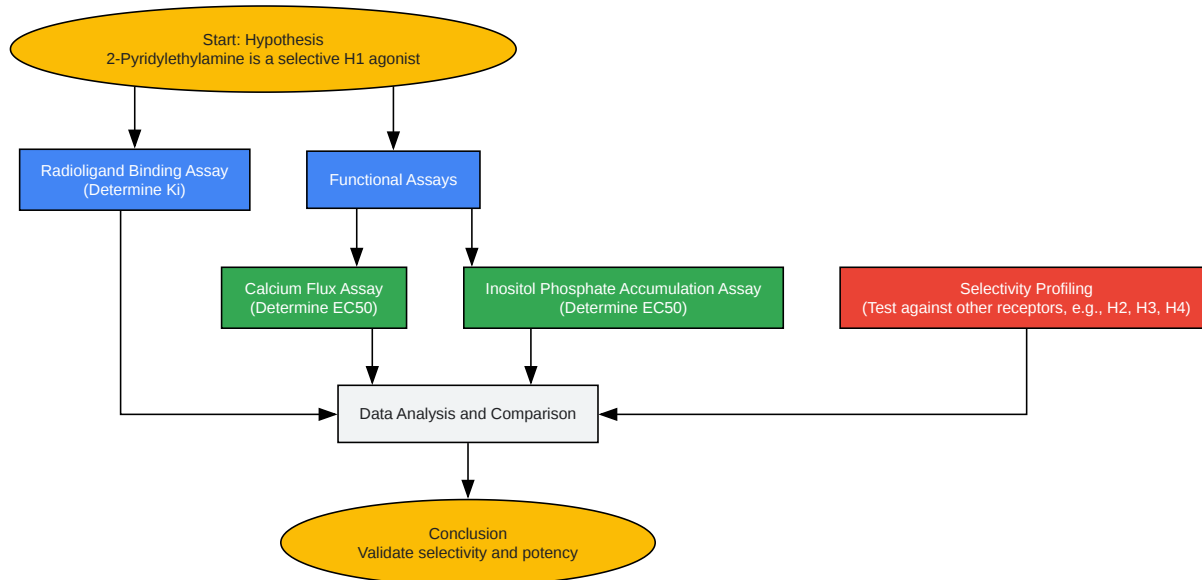 Start: Hypothesis
2-Pyridylethylamine is a selective H1 agonist
Radioligand Binding Assay
(Determine Ki)
Functional Assays
Calcium Flux Assay
(Determine EC50)
Inositol Phosphate Accumulation Assay
(Determine EC50)
Selectivity Profiling
(Test against other receptors, e.g., H2, H3, H4)
Data Analysis and Comparison
Conclusion
Validate selectivity and potency